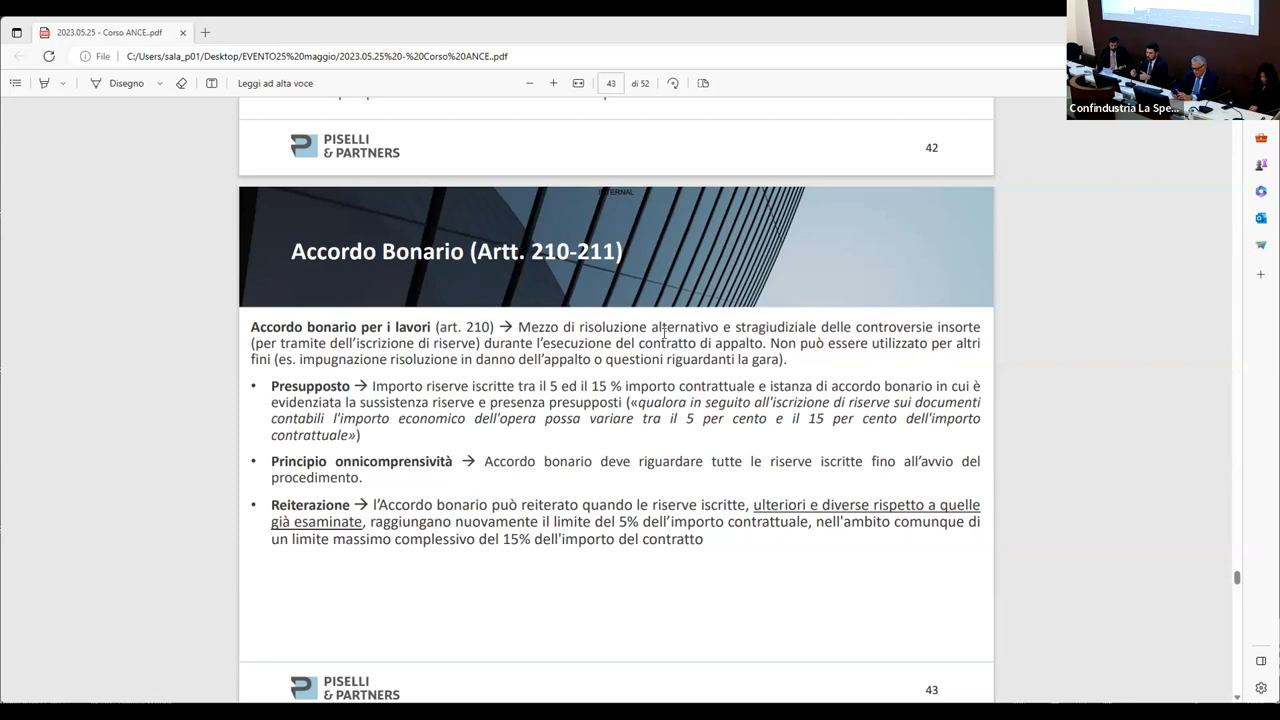 2023.05.25 - Corso ANCE.pdf
File
C:/Users/sala_p01/Desktop/EVENTO25%20maggio/2023.05.25%20-%20Corso%20ANCE..pdf
Disegno
Leggi ad alta voce
43
di 52
Confindustria La Spe...
PISELLI
& PARTNERS
42
INTERNAL
Accordo Bonario (Artt. 210-211)
Accordo bonario per i lavori (art. 210) → Mezzo di risoluzione alternativo e stragiudiziale delle controversie insorte
(per tramite dell’iscrizione di riserve) durante l’esecuzione del contratto di appalto. Non può essere utilizzato per altri
fini (es. impugnazione risoluzione in danno dell’appalto o questioni riguardanti la gara).
• Presupposto → Importo riserve iscritte tra il 5 ed il 15 % importo contrattuale e istanza di accordo bonario in cui è
evidenziata la sussistenza riserve e presenza presupposti («qualora in seguito all'iscrizione di riserve sui documenti
contabili l'importo economico dell'opera possa variare tra il 5 per cento e il 15 per cento dell'importo
contrattuale»)
• Principio onnicomprensività → Accordo bonario deve riguardare tutte le riserve iscritte fino all’avvio del
procedimento.
• Reiterazione → l’Accordo bonario può reiterato quando le riserve iscritte, ulteriori e diverse rispetto a quelle
già esaminate, raggiungano nuovamente il limite del 5% dell’importo contrattuale, nell'ambito comunque di
un limite massimo complessivo del 15% dell'importo del contratto
PISELLI
& PARTNERS
43